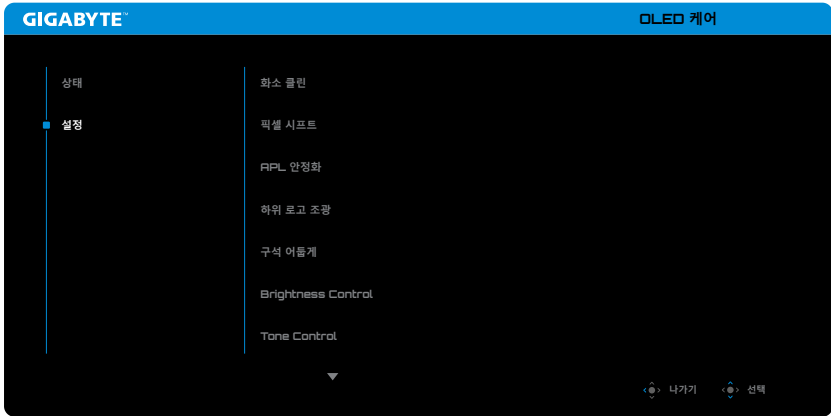 GIGABYTE™
OLED 케어
상태
설정
화소 클린
픽셀 시프트
APL 안정화
하위 로고 조광
구석 어둡게
Brightness Control
Tone Control
나가기
선택